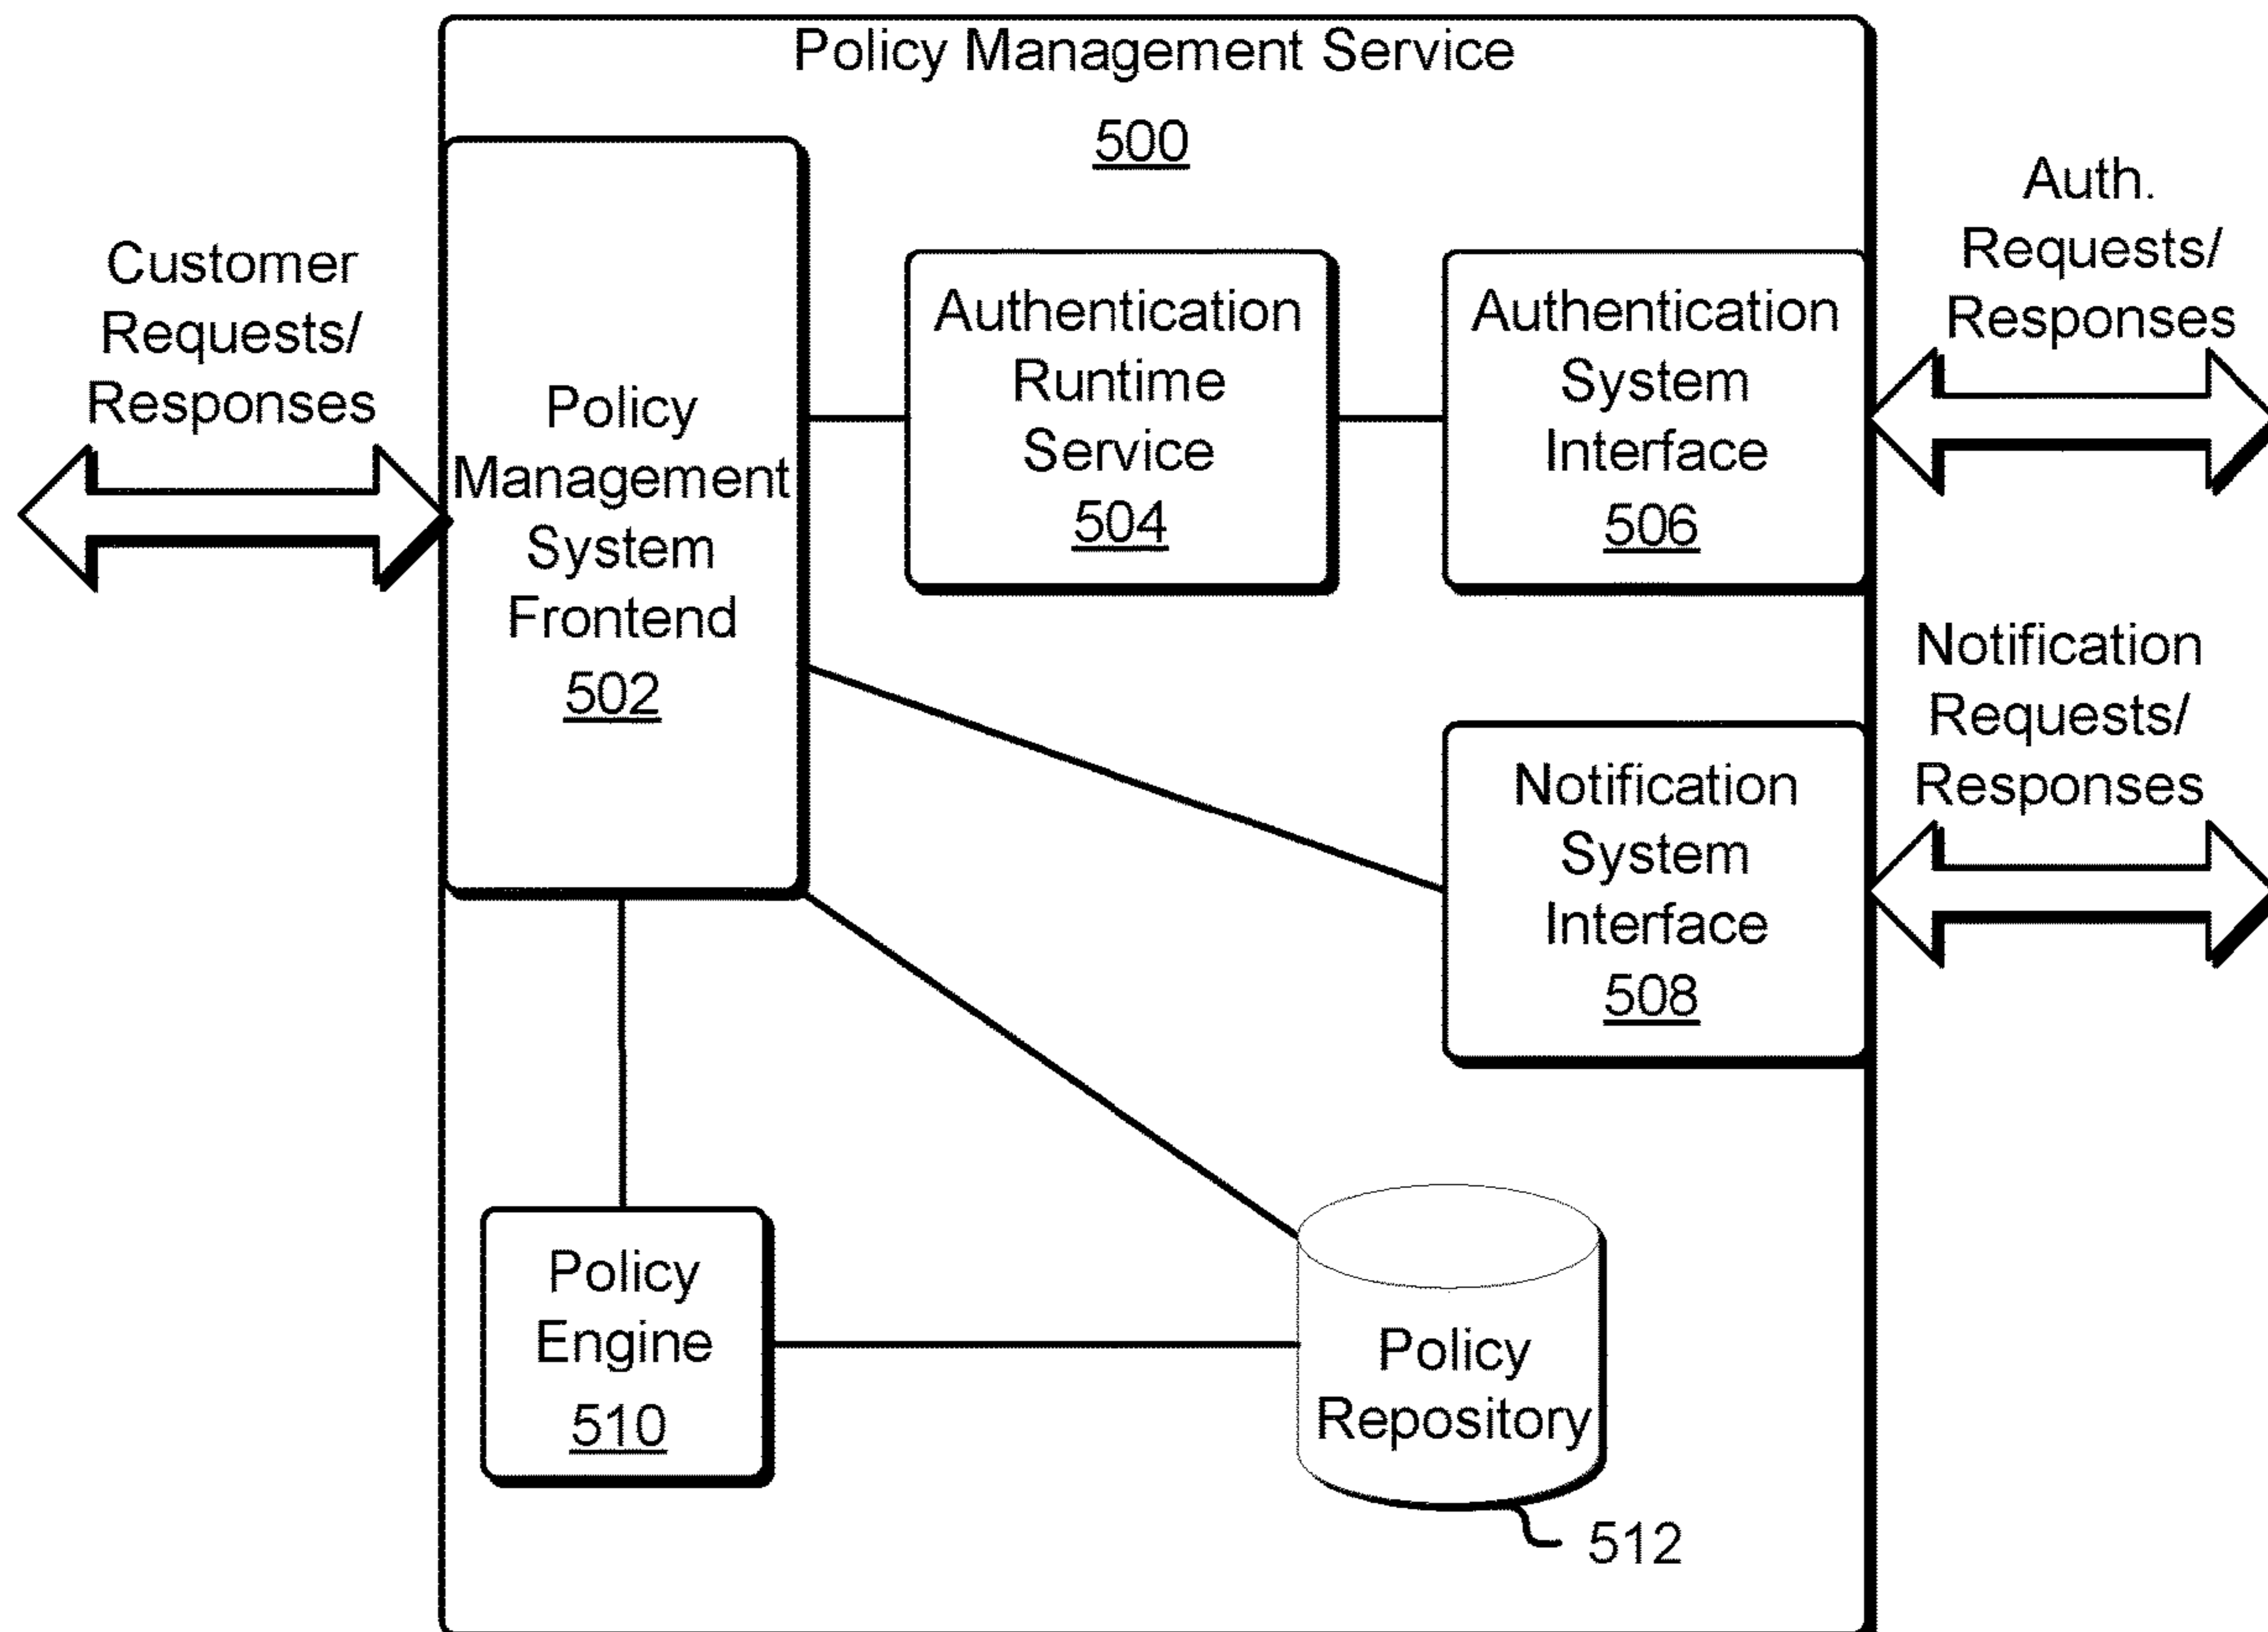 Policy Management Service
500
Customer
Requests/
Responses
Policy
Management
System
Frontend
502
Authentication
Runtime
Service
504
Authentication
System
Interface
506
Auth.
Requests/
Responses
Notification
System
Interface
508
Notification
Requests/
Responses
Policy
Engine
510
Policy
Repository
512